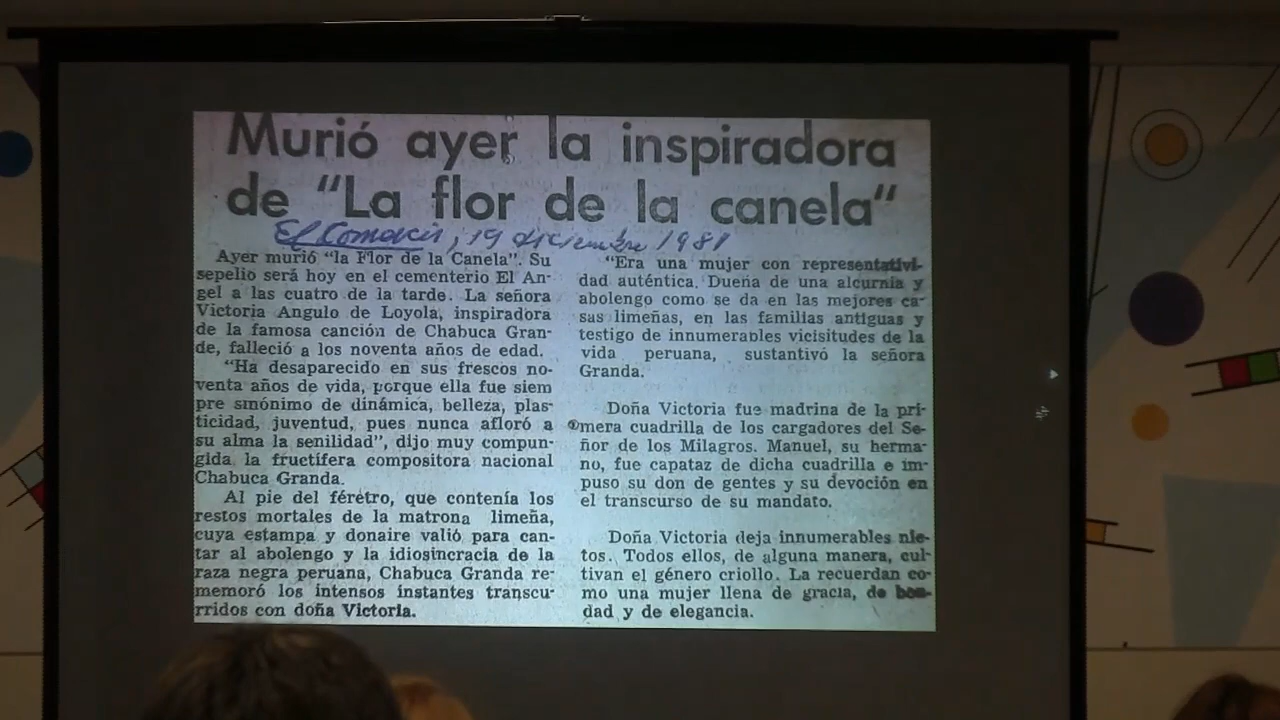 Murió ayer la inspiradora
de "La flor de la canela"
El Comercio, 19 diciembre 1981
Ayer murió "la Flor de la Canela". Su
sepelio será hoy en el cementerio El An-
gel a las cuatro de la tarde. La señora
Victoria Angulo de Loyola, inspiradora
de la famosa canción de Chabuca Gran-
de, falleció a los noventa años de edad.
"Ha desaparecido en sus frescos no-
venta años de vida, porque ella fue siem
pre sinónimo de dinámica, belleza, plas-
ticidad, juventud, pues nunca afloró a
su alma la senilidad", dijo muy compun-
gida la fructífera compositora nacional
Chabuca Granda.
Al pie del féretro, que contenía los
restos mortales de la matrona limeña,
cuya estampa y donaire valió para can-
tar al abolengo y la idiosincracia de la
raza negra peruana, Chabuca Granda re-
memoró los intensos instantes transcu-
rridos con doña Victoria.
"Era una mujer con representativi-
dad auténtica. Dueña de una alcurnia y
abolengo como se da en las mejores ca-
sas limeñas, en las familias antiguas y
testigo de innumerables vicisitudes de la
vida peruana, sustantivó la señora
Granda.
Doña Victoria fue madrina de la pri-
mera cuadrilla de los cargadores del Se-
ñor de los Milagros. Manuel, su herma-
no, fue capataz de dicha cuadrilla e im-
puso su don de gentes y su devoción en
el transcurso de su mandato.
Doña Victoria deja innumerables nie-
tos. Todos ellos, de alguna manera, cul-
tivan el género criollo. La recuerdan co-
mo una mujer llena de gracia, de bon-
dad y de elegancia.